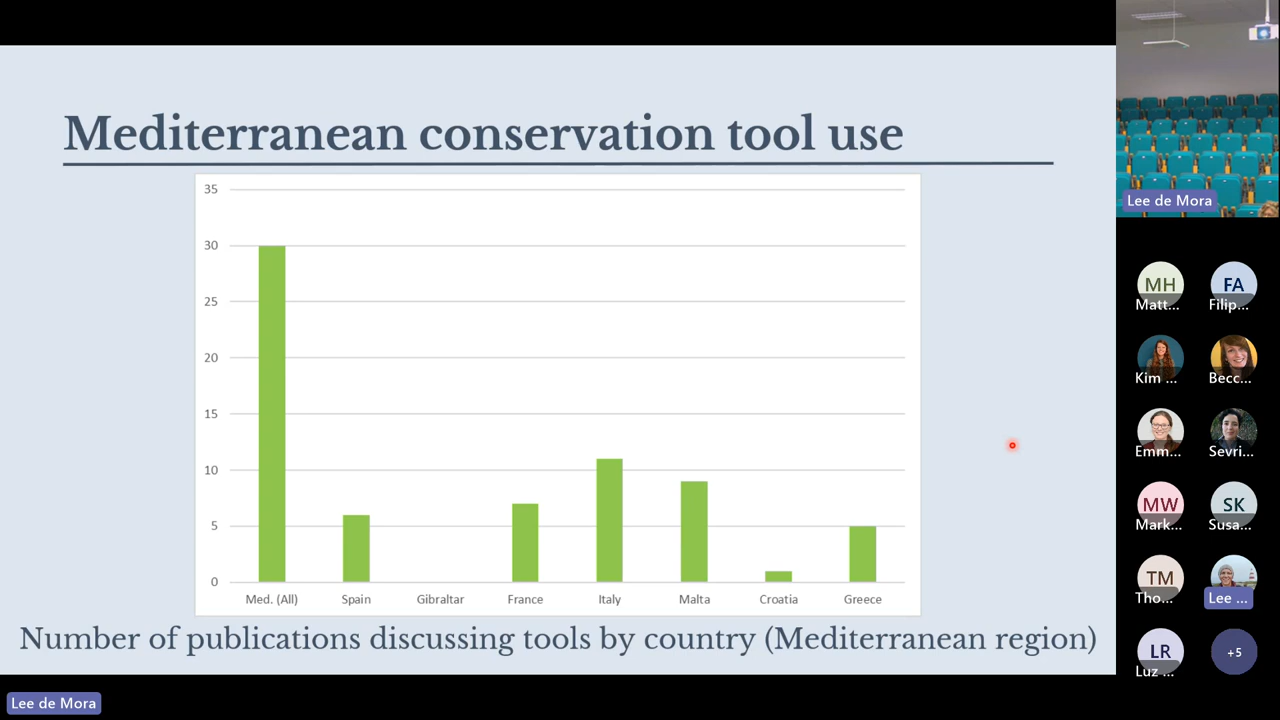 Mediterranean conservation tool use
35
30
25
20
15
10
5
0
Med. (All) Spain Gibraltar France Italy Malta Croatia Greece
Number of publications discussing tools by country (Mediterranean region)
Lee de Mora
Lee de Mora
MH FA
Matt... Filip...
Kim ... Becc...
Emm... Sevri...
MW SK
Mark... Susa...
TM
Tho... Lee ...
LR +5
Luz ...